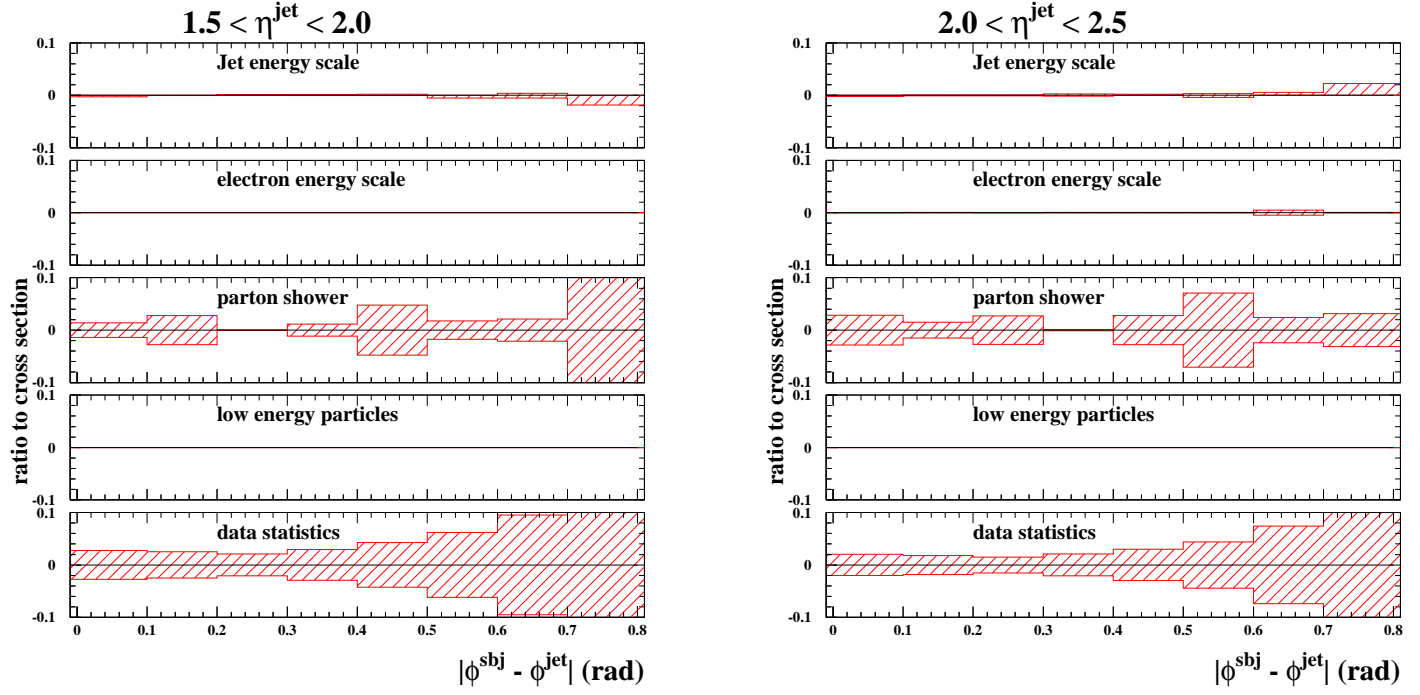 1.5 < η^jet < 2.0
0.1
Jet energy scale
0
-0.1
0.1
electron energy scale
0
-0.1
0.1
parton shower
0
-0.1
0.1
low energy particles
0
-0.1
0.1
data statistics
0
-0.1
0 0.1 0.2 0.3 0.4 0.5 0.6 0.7 0.8
ratio to cross section
|ϕ^sbj - ϕ^jet| (rad)
2.0 < η^jet < 2.5
0.1
Jet energy scale
0
-0.1
0.1
electron energy scale
0
-0.1
0.1
parton shower
0
-0.1
0.1
low energy particles
0
-0.1
0.1
data statistics
0
-0.1
0 0.1 0.2 0.3 0.4 0.5 0.6 0.7 0.8
ratio to cross section
|ϕ^sbj - ϕ^jet| (rad)